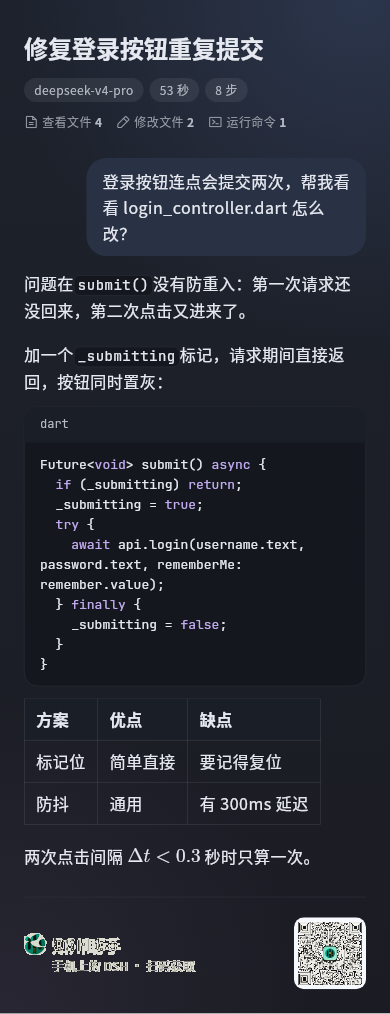 修复登录按钮重复提交
deepseek-v4-pro 53 秒 8 步
查看文件 4 修改文件 2 运行命令 1
登录按钮连点会提交两次，帮我看
看 login_controller.dart 怎么
改？
问题在 submit() 没有防重入：第一次请求还
没回来，第二次点击又进来了。
加一个 _submitting 标记，请求期间直接返
回，按钮同时置灰：
dart
Future<void> submit() async {
  if (_submitting) return;
  _submitting = true;
  try {
    await api.login(username.text,
password.text, rememberMe:
remember.value);
  } finally {
    _submitting = false;
  }
}
方案 优点 缺点
标记位 简单直接 要记得复位
防抖 通用 有 300ms 延迟
两次点击间隔 Δt < 0.3 秒时只算一次。